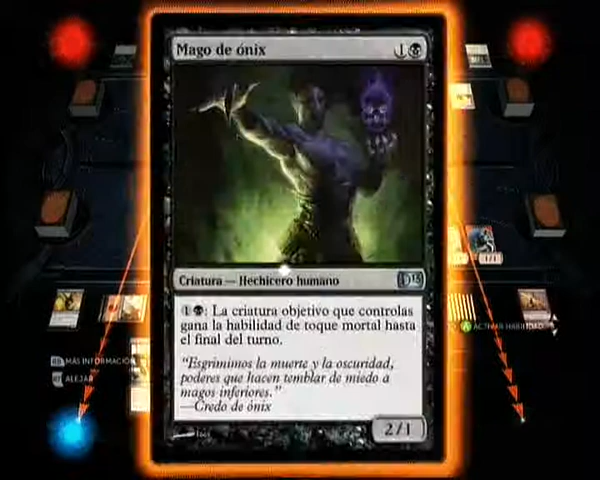 Mago de ónix 1
Criatura — Hechicero humano
1 : La criatura objetivo que controlas
gana la habilidad de toque mortal hasta
el final del turno.
"Esgrimimos la muerte y la oscuridad,
poderes que hacen temblar de miedo a
magos inferiores."
—Credo de ónix
2/1
MÁS INFORMACIÓN
ALEJAR
A ACTIVAR HABILIDAD
1/1